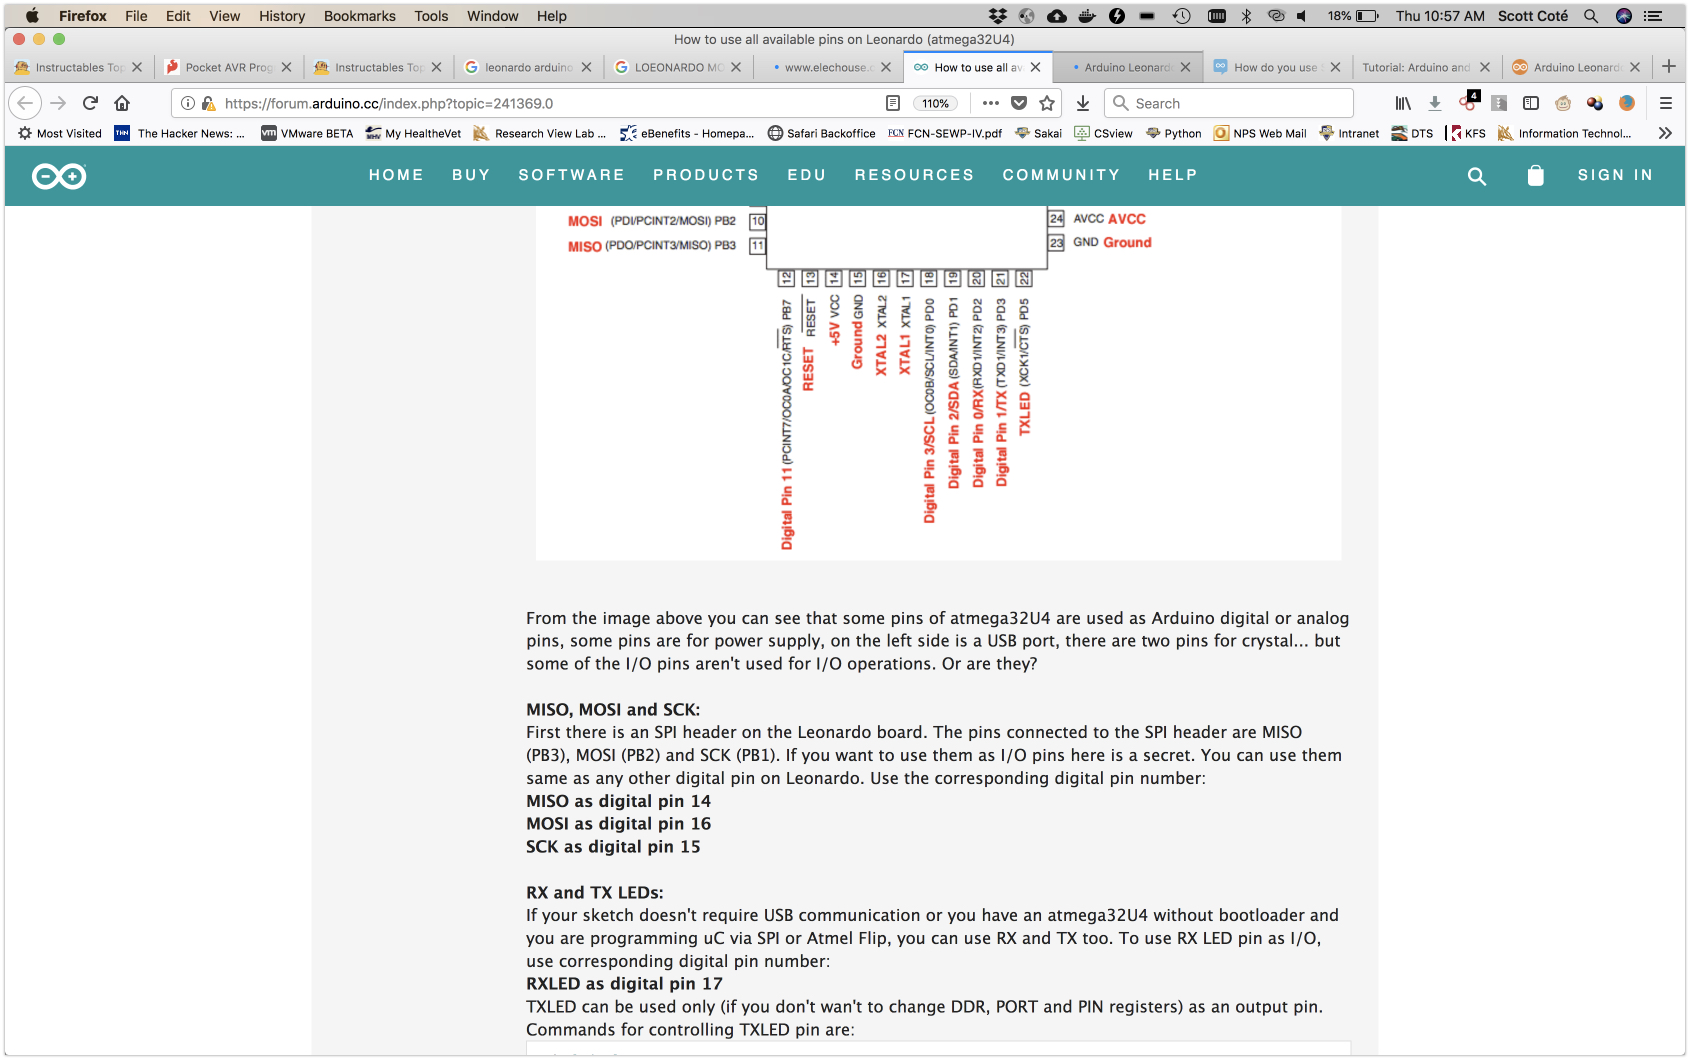 Firefox File Edit View History Bookmarks Tools Window Help 18% Thu 10:57 AM Scott Coté
How to use all available pins on Leonardo (atmega32U4)
Instructables Top Pocket AVR Prog Instructables Top leonardo arduino LOEONARDO MO www.elechouse.c How to use all av Arduino Leonard How do you use Tutorial: Arduino and Arduino Leonard
https://forum.arduino.cc/index.php?topic=241369.0 110% Search 4
Most Visited THN The Hacker News: ... vm VMware BETA My HealtheVet Research View Lab ... eBenefits - Homepa... Safari Backoffice FCN FCN-SEWP-IV.pdf Sakai CSview Python NPS Web Mail Intranet DTS KFS Information Technol...
HOME BUY SOFTWARE PRODUCTS EDU RESOURCES COMMUNITY HELP SIGN IN
MOSI (PDI/PCINT2/MOSI) PB2 10
24 AVCC AVCC
MISO (PDO/PCINT3/MISO) PB3 11
23 GND Ground
12 13 14 15 16 17 18 19 20 21 22
Digital Pin 11 (PCINT7/OC0A/OC1C/RTS) PB7
RESET RESET
+5V VCC
Ground GND
XTAL2 XTAL2
XTAL1 XTAL1
Digital Pin 3/SCL (OC0B/SCL/INT0) PD0
Digital Pin 2/SDA (SDA/INT1) PD1
Digital Pin 0/RX(RXD1/INT2) PD2
Digital Pin 1/TX (TXD1/INT3) PD3
TXLED (XCK1/CTS) PD5
From the image above you can see that some pins of atmega32U4 are used as Arduino digital or analog
pins, some pins are for power supply, on the left side is a USB port, there are two pins for crystal... but
some of the I/O pins aren't used for I/O operations. Or are they?
MISO, MOSI and SCK:
First there is an SPI header on the Leonardo board. The pins connected to the SPI header are MISO
(PB3), MOSI (PB2) and SCK (PB1). If you want to use them as I/O pins here is a secret. You can use them
same as any other digital pin on Leonardo. Use the corresponding digital pin number:
MISO as digital pin 14
MOSI as digital pin 16
SCK as digital pin 15
RX and TX LEDs:
If your sketch doesn't require USB communication or you have an atmega32U4 without bootloader and
you are programming uC via SPI or Atmel Flip, you can use RX and TX too. To use RX LED pin as I/O,
use corresponding digital pin number:
RXLED as digital pin 17
TXLED can be used only (if you don't wan't to change DDR, PORT and PIN registers) as an output pin.
Commands for controlling TXLED pin are: